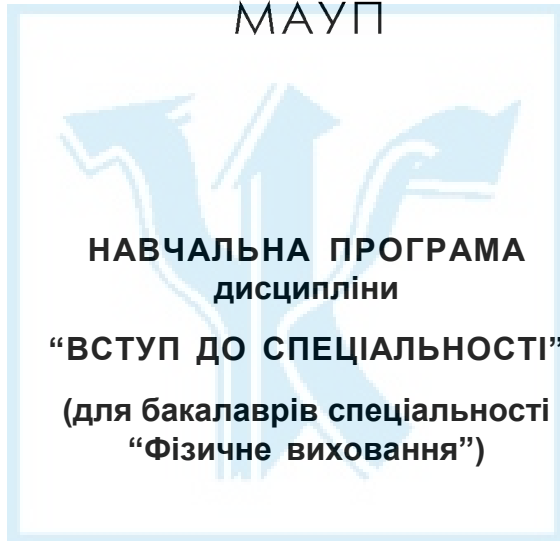 МАУП
НАВЧАЛЬНА ПРОГРАМА
дисципліни
“ВСТУП ДО СПЕЦІАЛЬНОСТІ”
(для бакалаврів спеціальності
“Фізичне виховання”)